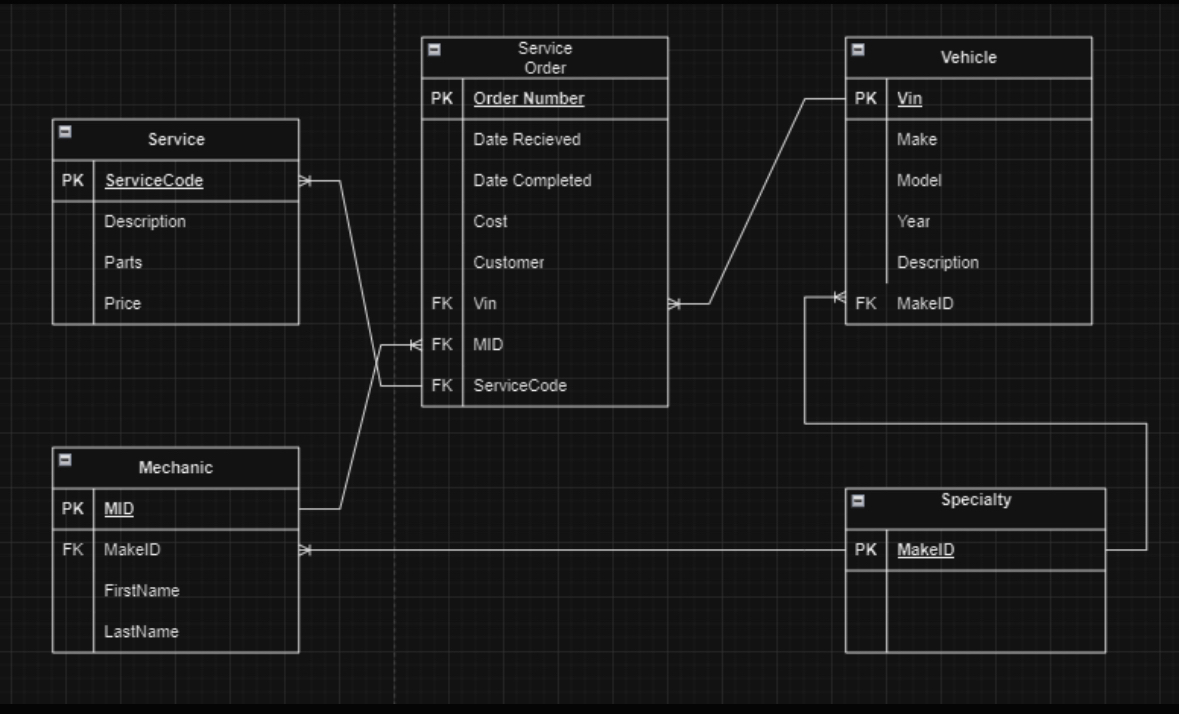 Service
Order
PK Order Number
Date Recieved
Date Completed
Cost
Customer
FK Vin
FK MID
FK ServiceCode
Vehicle
PK Vin
Make
Model
Year
Description
FK MakeID
Service
PK ServiceCode
Description
Parts
Price
Mechanic
PK MID
FK MakeID
FirstName
LastName
Specialty
PK MakeID